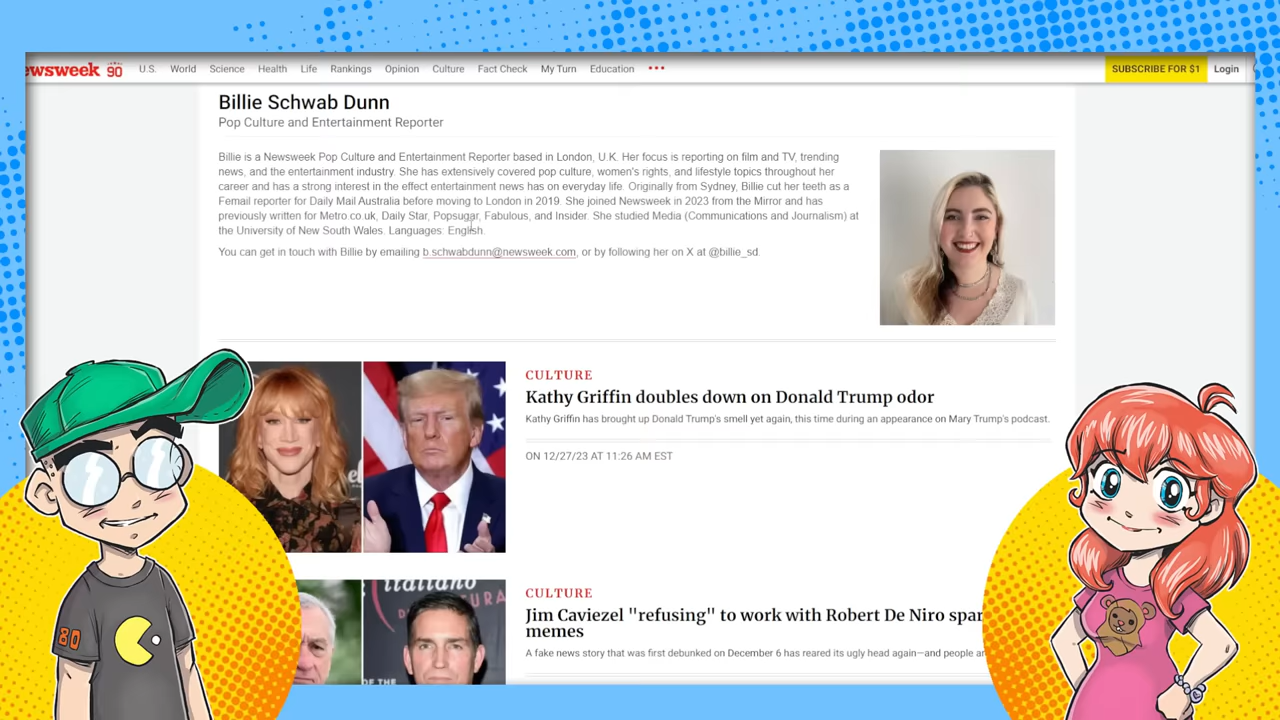 ewsweek 90 U.S. World Science Health Life Rankings Opinion Culture Fact Check My Turn Education ••• SUBSCRIBE FOR $1 Login
Billie Schwab Dunn
Pop Culture and Entertainment Reporter
Billie is a Newsweek Pop Culture and Entertainment Reporter based in London, U.K. Her focus is reporting on film and TV, trending
news, and the entertainment industry. She has extensively covered pop culture, women's rights, and lifestyle topics throughout her
career and has a strong interest in the effect entertainment news has on everyday life. Originally from Sydney, Billie cut her teeth as a
Femail reporter for Daily Mail Australia before moving to London in 2019. She joined Newsweek in 2023 from the Mirror and has
previously written for Metro.co.uk, Daily Star, Popsugar, Fabulous, and Insider. She studied Media (Communications and Journalism) at
the University of New South Wales. Languages: English.
You can get in touch with Billie by emailing b.schwabdunn@newsweek.com, or by following her on X at @billie_sd.
CULTURE
Kathy Griffin doubles down on Donald Trump odor
Kathy Griffin has brought up Donald Trump's smell yet again, this time during an appearance on Mary Trump's podcast.
ON 12/27/23 AT 11:26 AM EST
CULTURE
Jim Caviezel "refusing" to work with Robert De Niro spar
memes
A fake news story that was first debunked on December 6 has reared its ugly head again—and people ar
italiano
OF THE
80